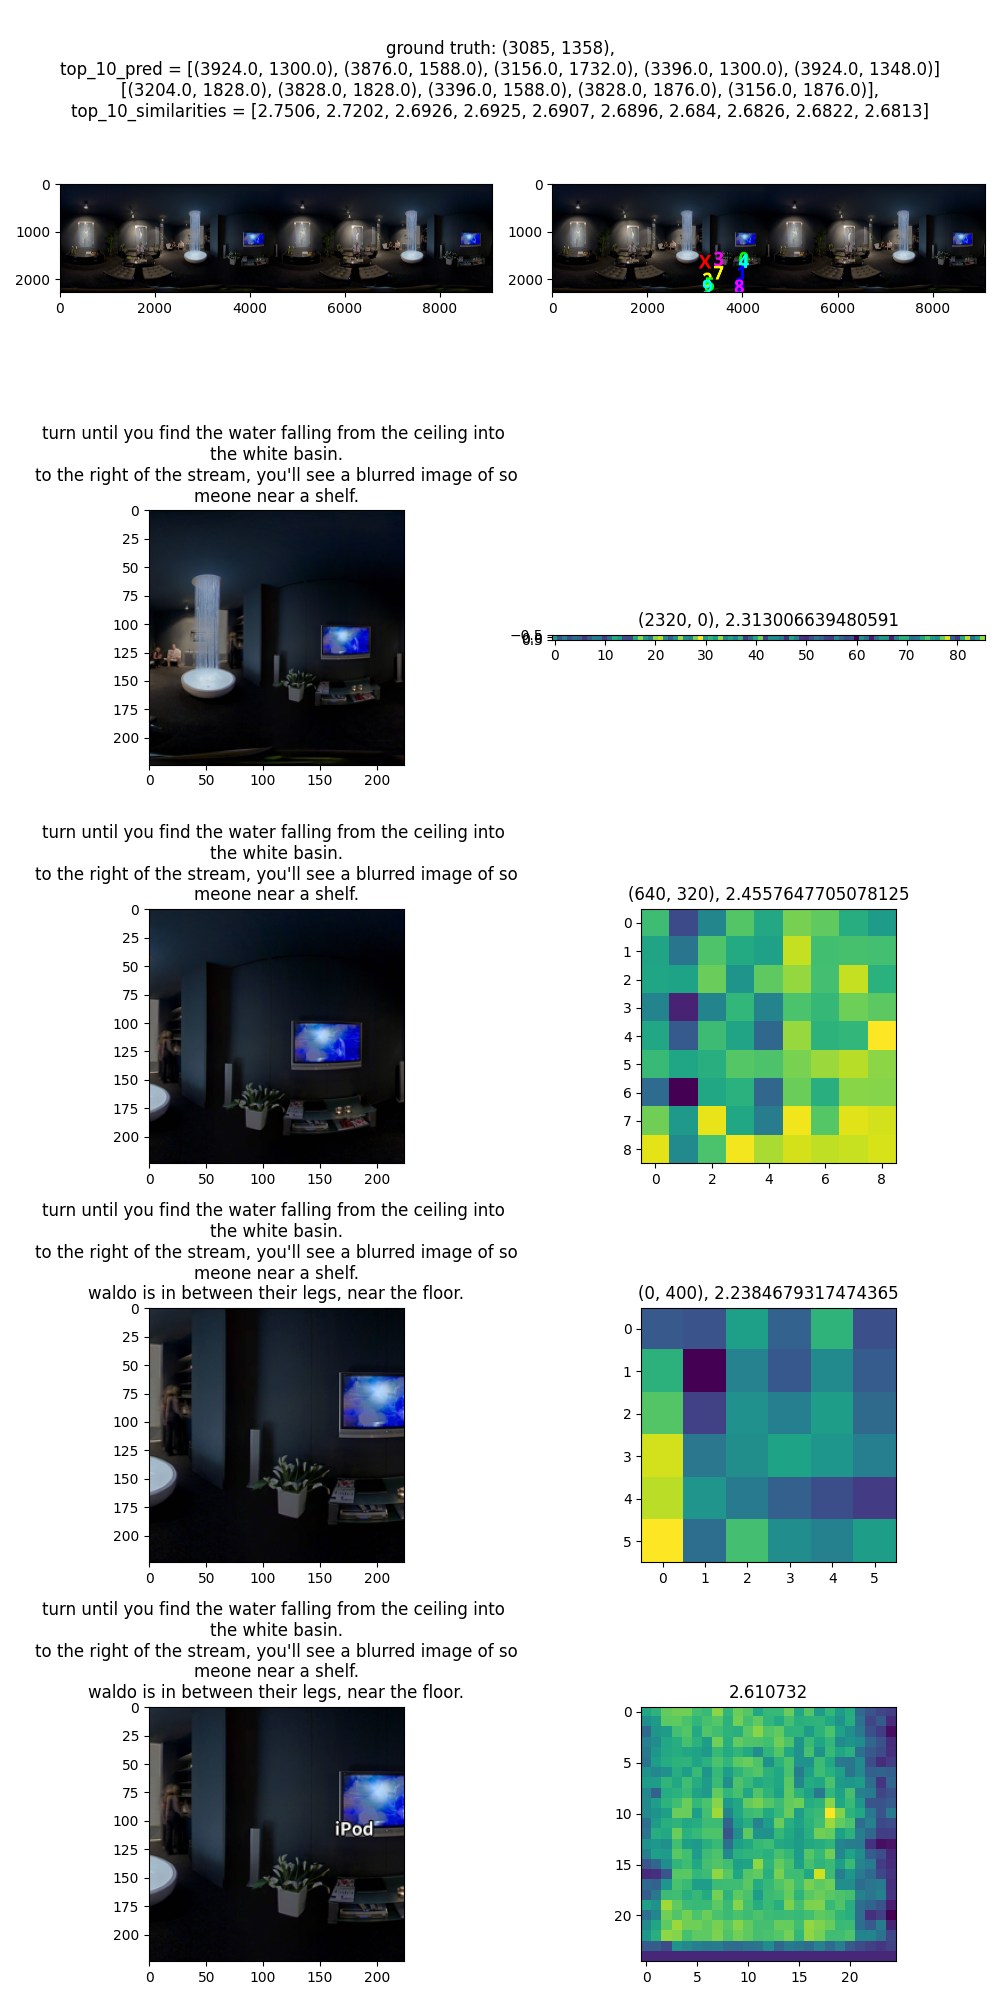 ground truth: (3085, 1358),
top_10_pred = [(3924.0, 1300.0), (3876.0, 1588.0), (3156.0, 1732.0), (3396.0, 1300.0), (3924.0, 1348.0)]
[(3204.0, 1828.0), (3828.0, 1828.0), (3396.0, 1588.0), (3828.0, 1876.0), (3156.0, 1876.0)],
top_10_similarities = [2.7506, 2.7202, 2.6926, 2.6925, 2.6907, 2.6896, 2.684, 2.6826, 2.6822, 2.6813]
0
1000
2000
0 2000 4000 6000 8000
0
1000
2000
X 3 4 7 8
0 2000 4000 6000 8000
turn until you find the water falling from the ceiling into
the white basin.
to the right of the stream, you'll see a blurred image of so
meone near a shelf.
0
25
50
75
100
125
150
175
200
0 50 100 150 200
(2320, 0), 2.313006639480591
0 10 20 30 40 50 60 70 80
turn until you find the water falling from the ceiling into
the white basin.
to the right of the stream, you'll see a blurred image of so
meone near a shelf.
0
25
50
75
100
125
150
175
200
0 50 100 150 200
(640, 320), 2.4557647705078125
0
1
2
3
4
5
6
7
8
0 2 4 6 8
turn until you find the water falling from the ceiling into
the white basin.
to the right of the stream, you'll see a blurred image of so
meone near a shelf.
waldo is in between their legs, near the floor.
0
25
50
75
100
125
150
175
200
0 50 100 150 200
(0, 400), 2.2384679317474365
0
1
2
3
4
5
0 1 2 3 4 5
turn until you find the water falling from the ceiling into
the white basin.
to the right of the stream, you'll see a blurred image of so
meone near a shelf.
waldo is in between their legs, near the floor.
0
25
50
75
100
iPod
125
150
175
200
0 50 100 150 200
2.610732
0
5
10
15
20
0 5 10 15 20